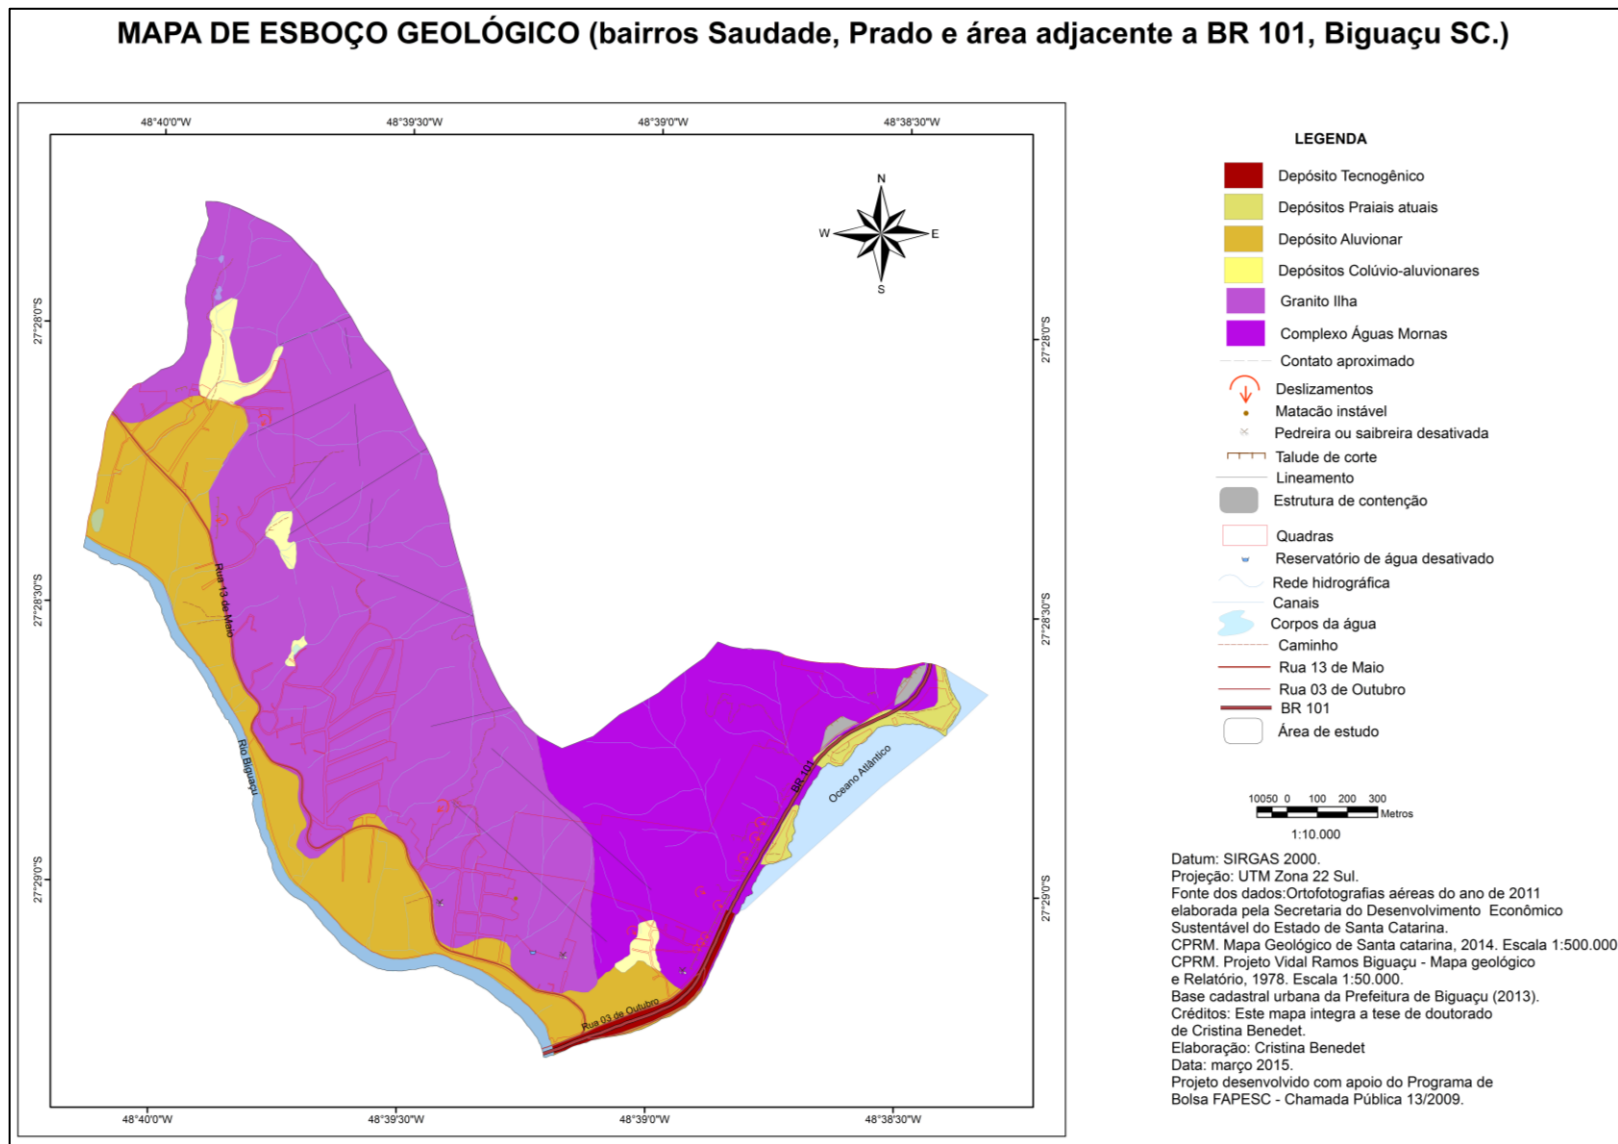 MAPA DE ESBOÇO GEOLÓGICO (bairros Saudade, Prado e área adjacente a BR 101, Biguaçu SC.)
48°40'0"W
48°39'30"W
48°39'0"W
48°38'30"W
N
W
E
S
27°28'0"S
27°28'0"S
27°28'30"S
27°28'30"S
27°29'0"S
27°29'0"S
Rua 13 de Maio
Rio Biguaçu
BR 101
Oceano Atlântico
Rua 03 de Outubro
48°40'0"W
48°39'30"W
48°39'0"W
48°38'30"W
LEGENDA
Depósito Tecnogênico
Depósitos Praiais atuais
Depósito Aluvionar
Depósitos Colúvio-aluvionares
Granito Ilha
Complexo Águas Mornas
Contato aproximado
Deslizamentos
Matacão instável
Pedreira ou saibreira desativada
Talude de corte
Lineamento
Estrutura de contenção
Quadras
Reservatório de água desativado
Rede hidrográfica
Canais
Corpos da água
Caminho
Rua 13 de Maio
Rua 03 de Outubro
BR 101
Área de estudo
10050 0 100 200 300
Metros
1:10.000
Datum: SIRGAS 2000.
Projeção: UTM Zona 22 Sul.
Fonte dos dados:Ortofotografias aéreas do ano de 2011
elaborada pela Secretaria do Desenvolvimento Econômico
Sustentável do Estado de Santa Catarina.
CPRM. Mapa Geológico de Santa catarina, 2014. Escala 1:500.000
CPRM. Projeto Vidal Ramos Biguaçu - Mapa geológico
e Relatório, 1978. Escala 1:50.000.
Base cadastral urbana da Prefeitura de Biguaçu (2013).
Créditos: Este mapa integra a tese de doutorado
de Cristina Benedet.
Elaboração: Cristina Benedet
Data: março 2015.
Projeto desenvolvido com apoio do Programa de
Bolsa FAPESC - Chamada Pública 13/2009.